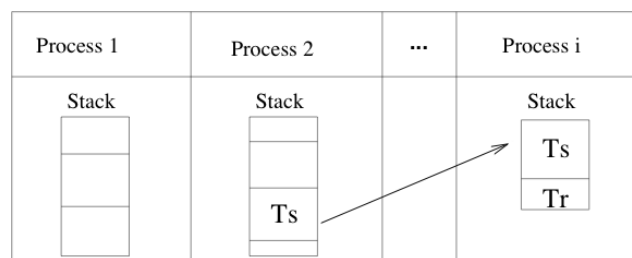 Process 1 Process 2 ... Process i
Stack Stack Stack
Ts
Ts
Tr